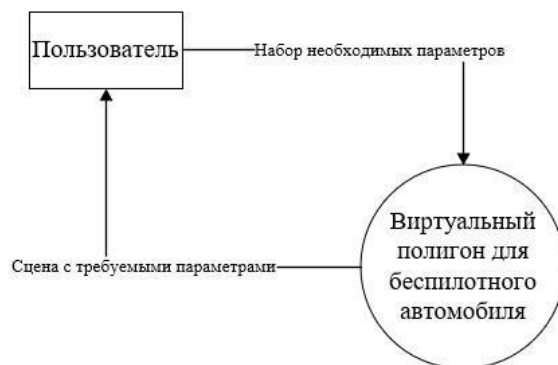 Пользователь
Набор необходимых параметров
Виртуальный
полигон для
беспилотного
автомобиля
Сцена с требуемыми параметрами